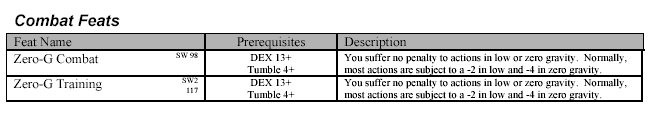 Combat Feats
Feat Name Prerequisites Description
Zero-G Combat SW 98 DEX 13+ You suffer no penalty to actions in low or zero gravity. Normally,
Tumble 4+ most actions are subject to a -2 in low and -4 in zero gravity.
Zero-G Training SW2 DEX 13+ You suffer no penalty to actions in low or zero gravity. Normally,
117 Tumble 4+ most actions are subject to a -2 in low or -4 in zero gravity.